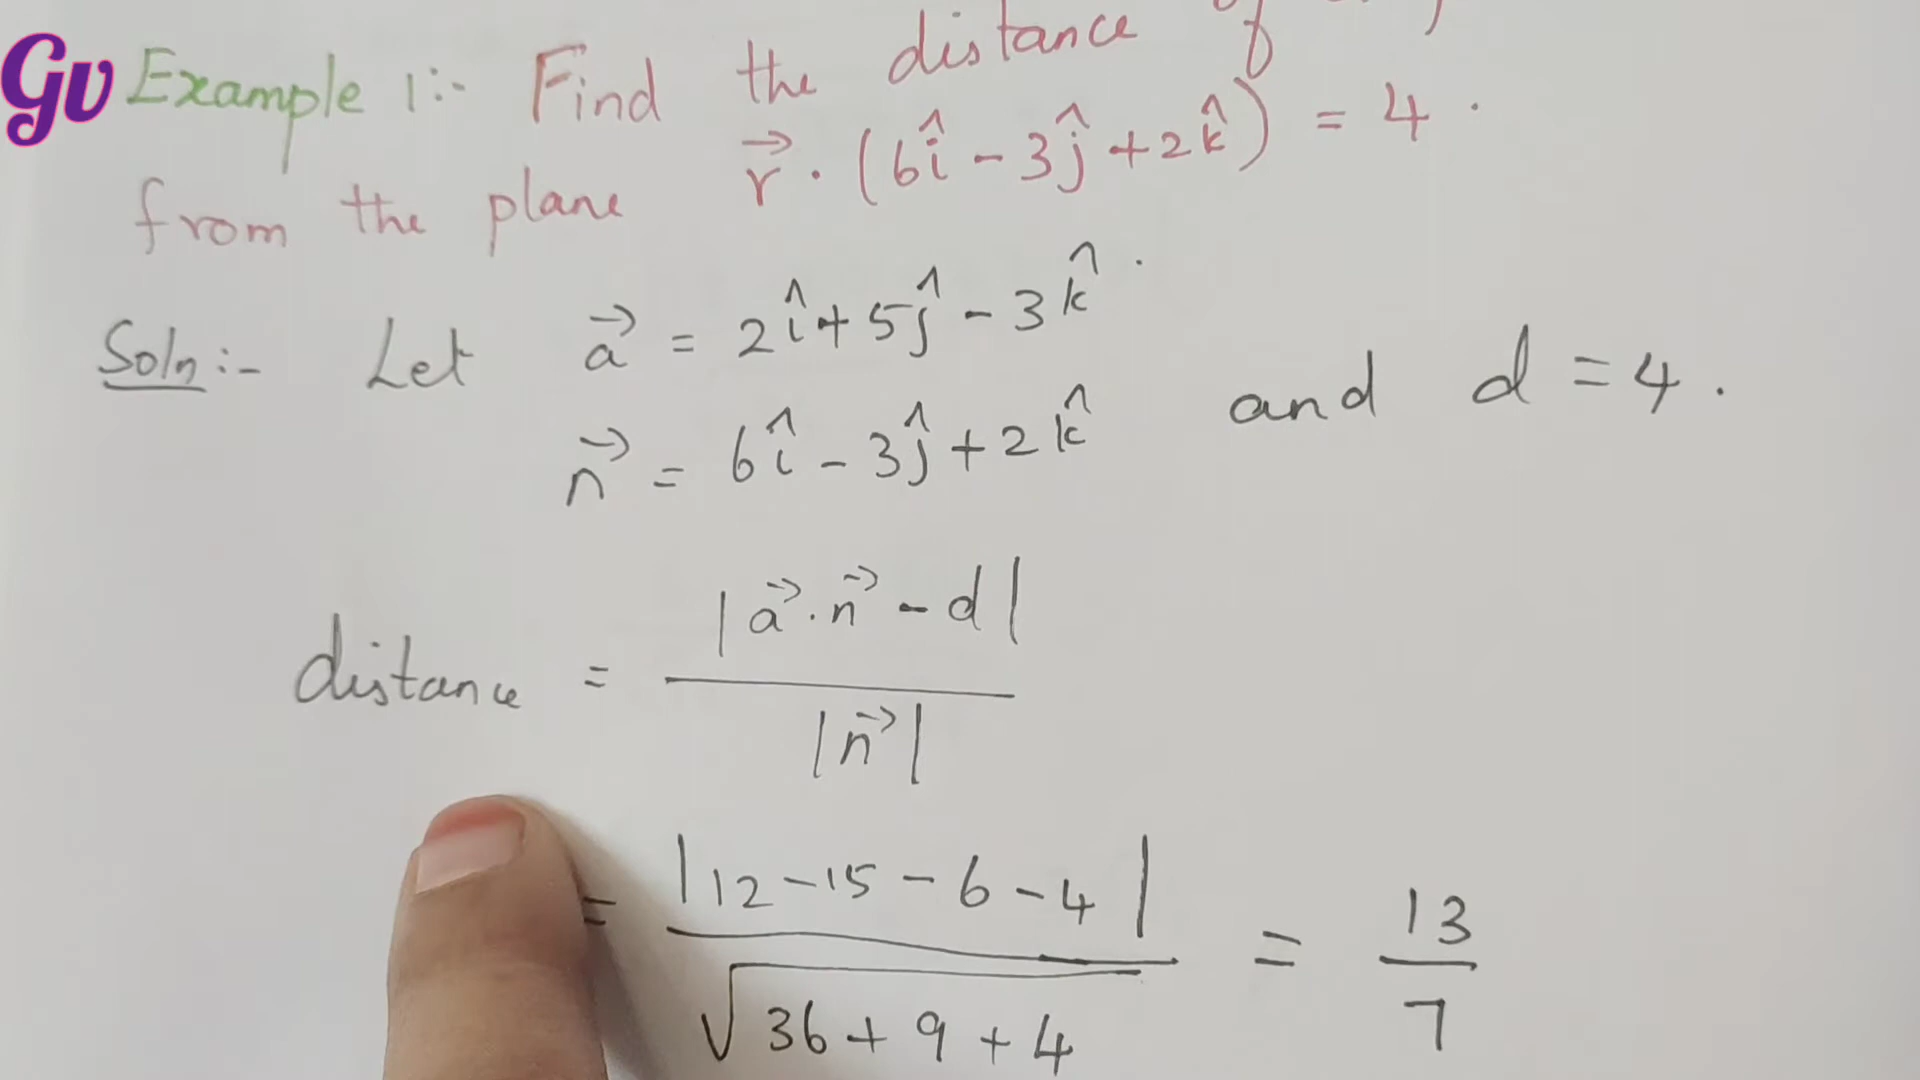 Gv
Example 1:- Find the distance of
from the plane r⃗ · (6î - 3ĵ + 2k̂) = 4 .
Soln:- Let a⃗ = 2î + 5ĵ - 3k̂ .
n⃗ = 6î - 3ĵ + 2k̂ and d = 4 .
distance = |a⃗ . n⃗ - d| / |n⃗|
= |12 - 15 - 6 - 4| / √36 + 9 + 4 = 13 / 7